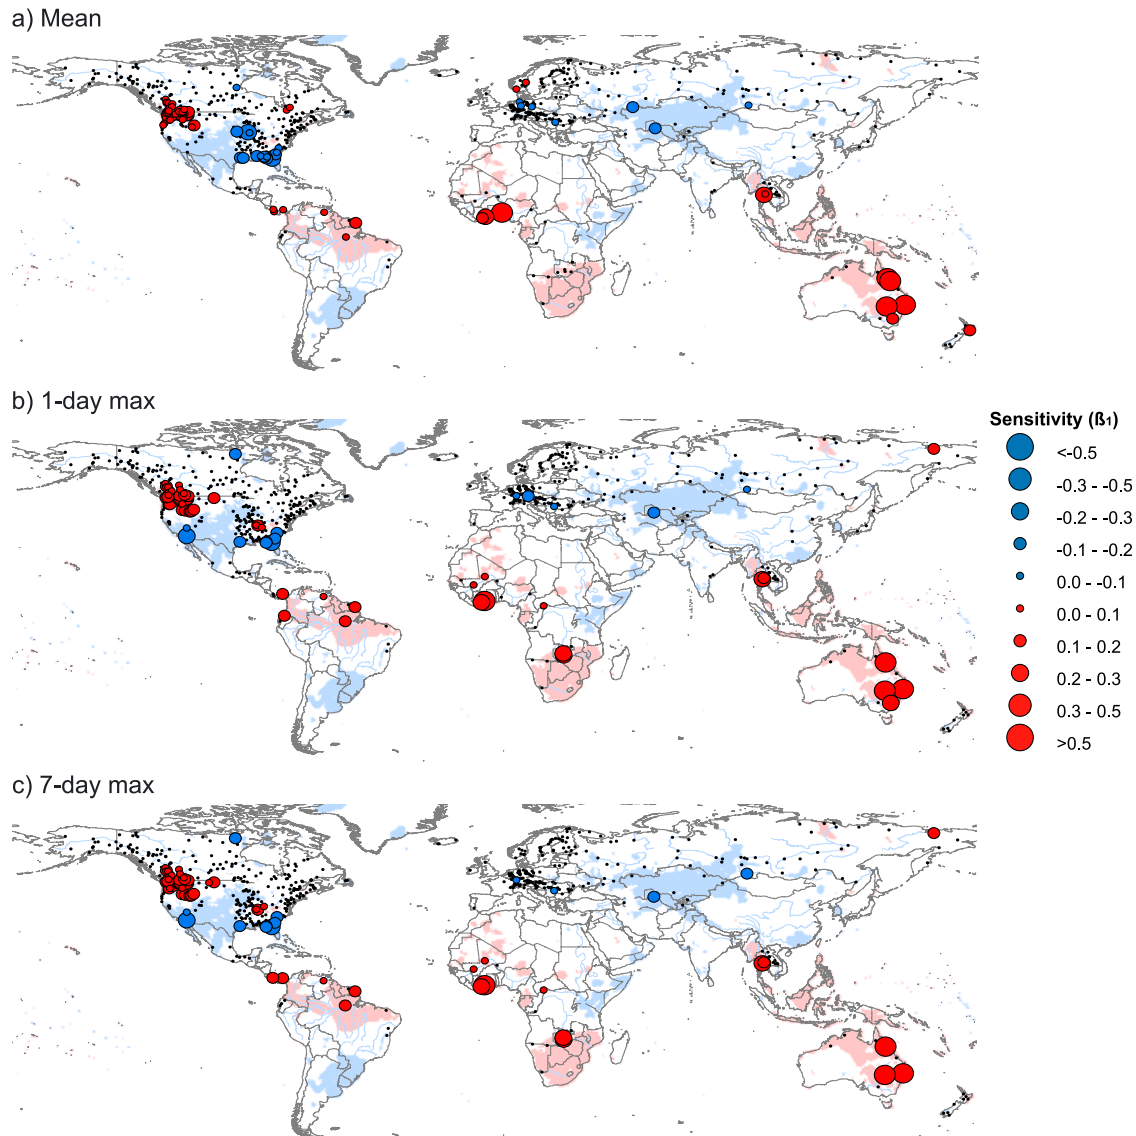 a) Mean
b) 1-day max
Sensitivity (ß₁)
<-0.5
-0.3 - -0.5
-0.2 - -0.3
-0.1 - -0.2
0.0 - -0.1
0.0 - 0.1
0.1 - 0.2
0.2 - 0.3
0.3 - 0.5
>0.5
c) 7-day max